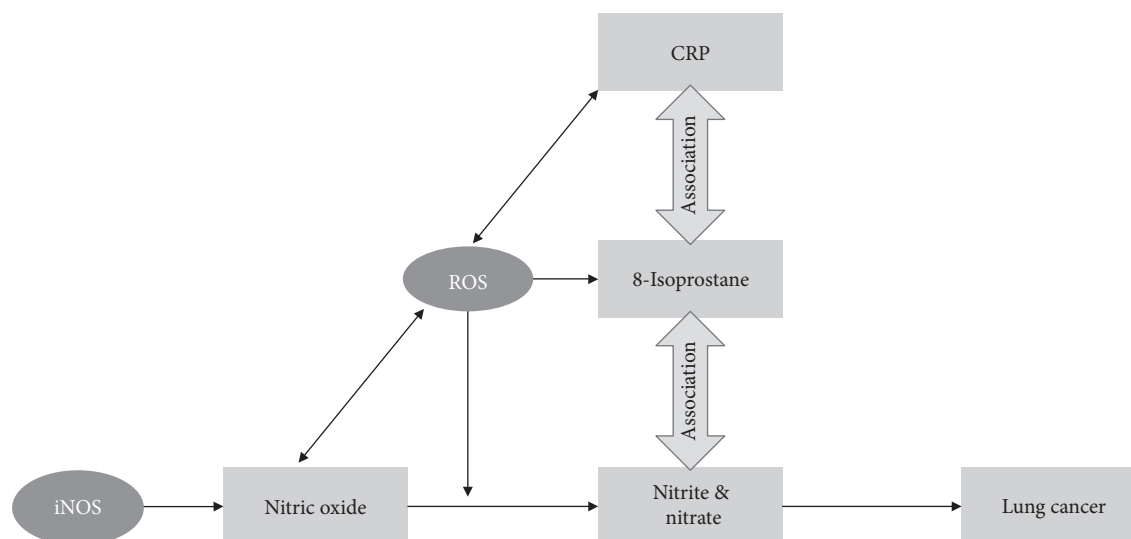 CRP
Association
ROS
8-Isoprostane
Association
iNOS
Nitric oxide
Nitrite &
nitrate
Lung cancer